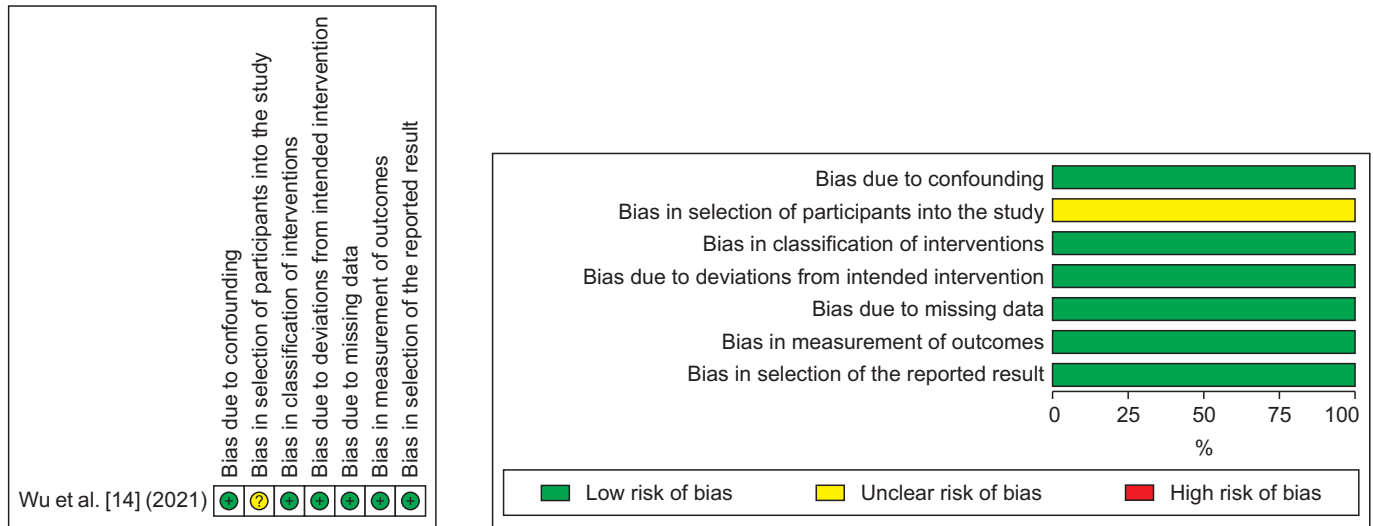 Bias due to confounding
Bias in selection of participants into the study
Bias in classification of interventions
Bias due to deviations from intended intervention
Bias due to missing data
Bias in measurement of outcomes
Bias in selection of the reported result
Wu et al. [14] (2021) + ? + + + + +
Bias due to confounding
Bias in selection of participants into the study
Bias in classification of interventions
Bias due to deviations from intended intervention
Bias due to missing data
Bias in measurement of outcomes
Bias in selection of the reported result
0 25 50 75 100
%
Low risk of bias Unclear risk of bias High risk of bias